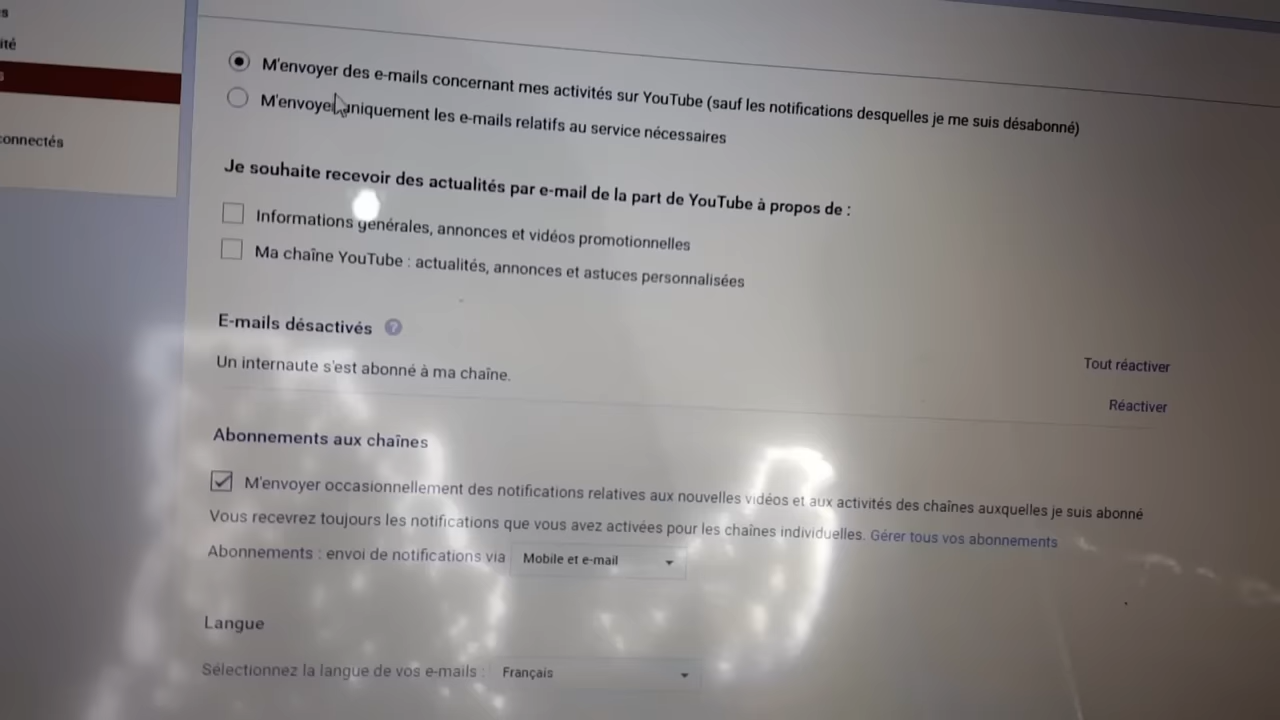 ité
connectés
M'envoyer des e-mails concernant mes activités sur YouTube (sauf les notifications desquelles je me suis désabonné)
M'envoyer uniquement les e-mails relatifs au service nécessaires
Je souhaite recevoir des actualités par e-mail de la part de YouTube à propos de :
Informations générales, annonces et vidéos promotionnelles
Ma chaîne YouTube : actualités, annonces et astuces personnalisées
E-mails désactivés ?
Tout réactiver
Un internaute s'est abonné à ma chaîne.
Réactiver
Abonnements aux chaînes
M'envoyer occasionnellement des notifications relatives aux nouvelles vidéos et aux activités des chaînes auxquelles je suis abonné
Vous recevrez toujours les notifications que vous avez activées pour les chaînes individuelles. Gérer tous vos abonnements
Abonnements : envoi de notifications via Mobile et e-mail
Langue
Sélectionnez la langue de vos e-mails : Français